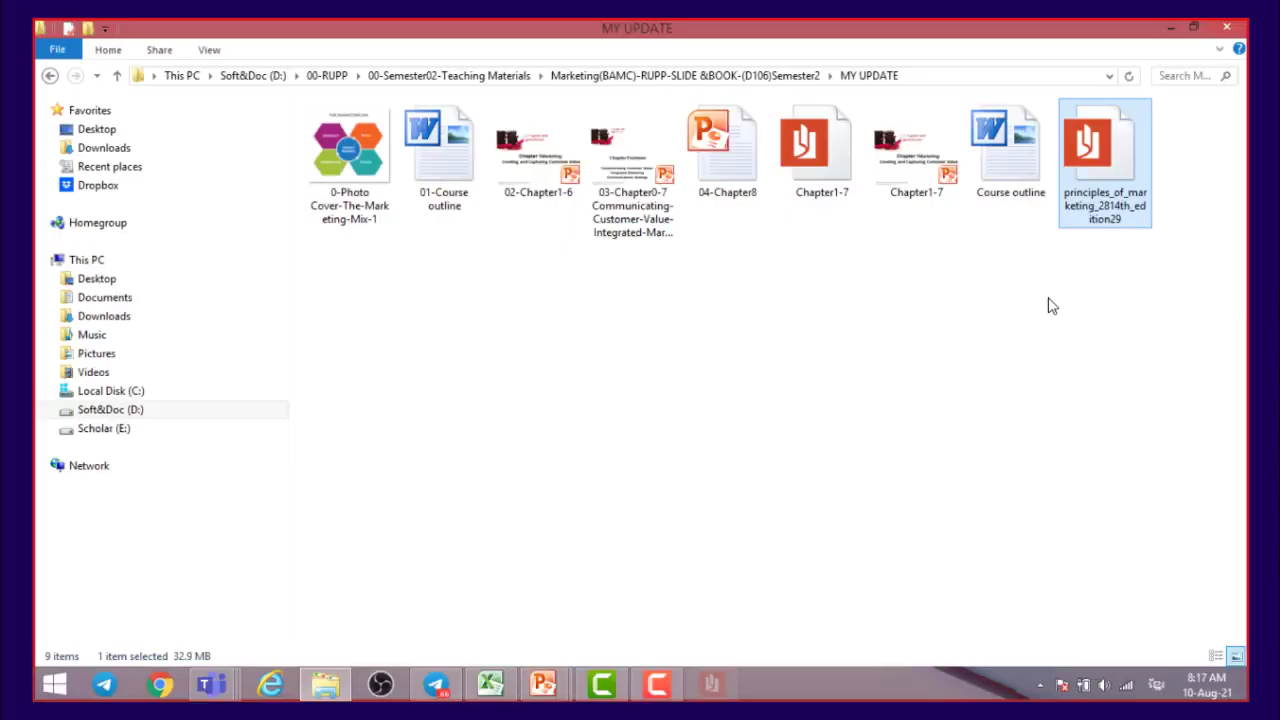 MY UPDATE
File Home Share View
This PC Soft&Doc (D:) 00-RUPP 00-Semester02-Teaching Materials Marketing(BAMC)-RUPP-SLIDE &BOOK-(D106)Semester2 MY UPDATE
Search M...
Favorites
Desktop
Downloads
Recent places
Dropbox
Homegroup
This PC
Desktop
Documents
Downloads
Music
Pictures
Videos
Local Disk (C:)
Soft&Doc (D:)
Scholar (E:)
Network
0-Photo
Cover-The-Mark
eting-Mix-1
01-Course
outline
02-Chapter1-6
03-Chapter0-7
Communicating-
Customer-Value-
Integrated-Mar...
04-Chapter8
Chapter1-7
Chapter1-7
Course outline
principles_of_mar
keting_2814th_ed
ition29
9 items 1 item selected 32.9 MB
8:17 AM
10-Aug-21